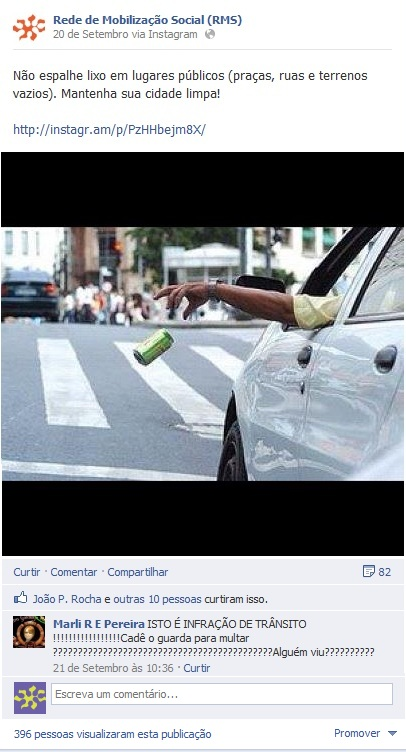 Rede de Mobilização Social (RMS)
20 de Setembro via Instagram
Não espalhe lixo em lugares públicos (praças, ruas e terrenos
vazios). Mantenha sua cidade limpa!
http://instagr.am/p/PzHHbejm8X/
Curtir · Comentar · Compartilhar
82
João P. Rocha e outras 10 pessoas curtiram isso.
Marli R E Pereira ISTO É INFRAÇÃO DE TRÂNSITO
!!!!!!!!!!!!!!!!!Cadê o guarda para multar
????????????????????????????????????????????Alguém viu??????????
21 de Setembro às 10:36 · Curtir
Escreva um comentário...
396 pessoas visualizaram esta publicação
Promover